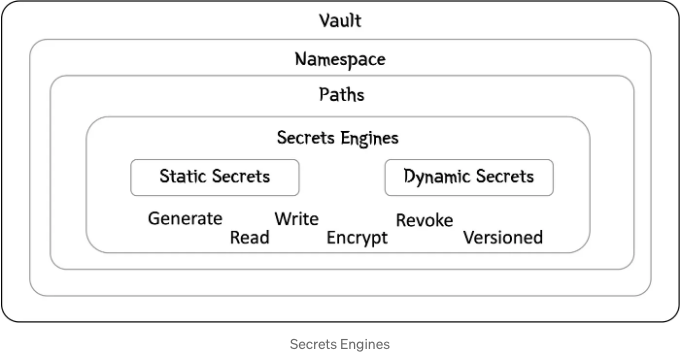 Vault
Namespace
Paths
Secrets Engines
Static Secrets
Dynamic Secrets
Generate Write Revoke
Read Encrypt Versioned
Secrets Engines